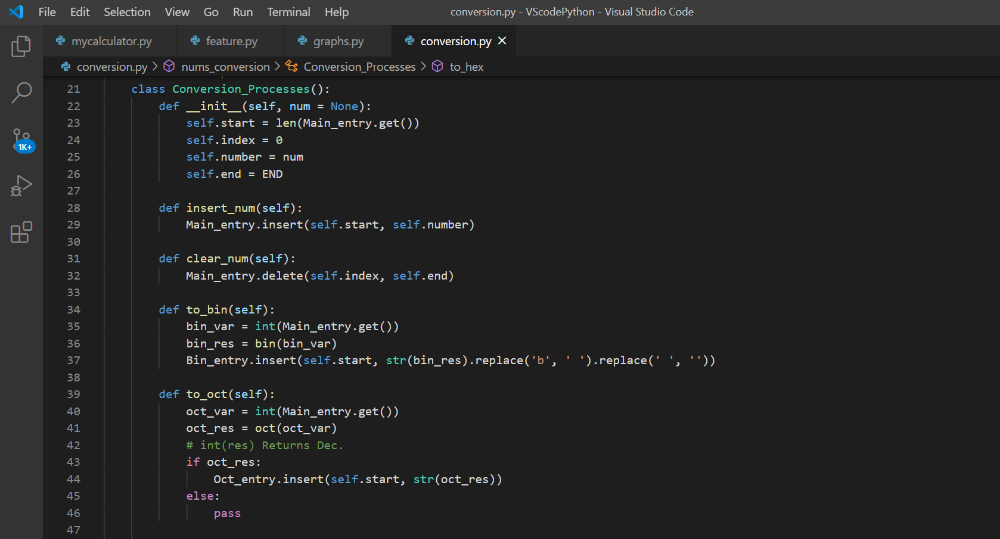 File Edit Selection View Go Run Terminal Help conversion.py - VScodePython - Visual Studio Code
mycalculator.py feature.py graphs.py conversion.py
conversion.py > nums_conversion > Conversion_Processes > to_hex
1K+
21 class Conversion_Processes():
22 def __init__(self, num = None):
23 self.start = len(Main_entry.get())
24 self.index = 0
25 self.number = num
26 self.end = END
27
28 def insert_num(self):
29 Main_entry.insert(self.start, self.number)
30
31 def clear_num(self):
32 Main_entry.delete(self.index, self.end)
33
34 def to_bin(self):
35 bin_var = int(Main_entry.get())
36 bin_res = bin(bin_var)
37 Bin_entry.insert(self.start, str(bin_res).replace('b', ' ').replace(' ', ''))
38
39 def to_oct(self):
40 oct_var = int(Main_entry.get())
41 oct_res = oct(oct_var)
42 # int(res) Returns Dec.
43 if oct_res:
44 Oct_entry.insert(self.start, str(oct_res))
45 else:
46 pass
47